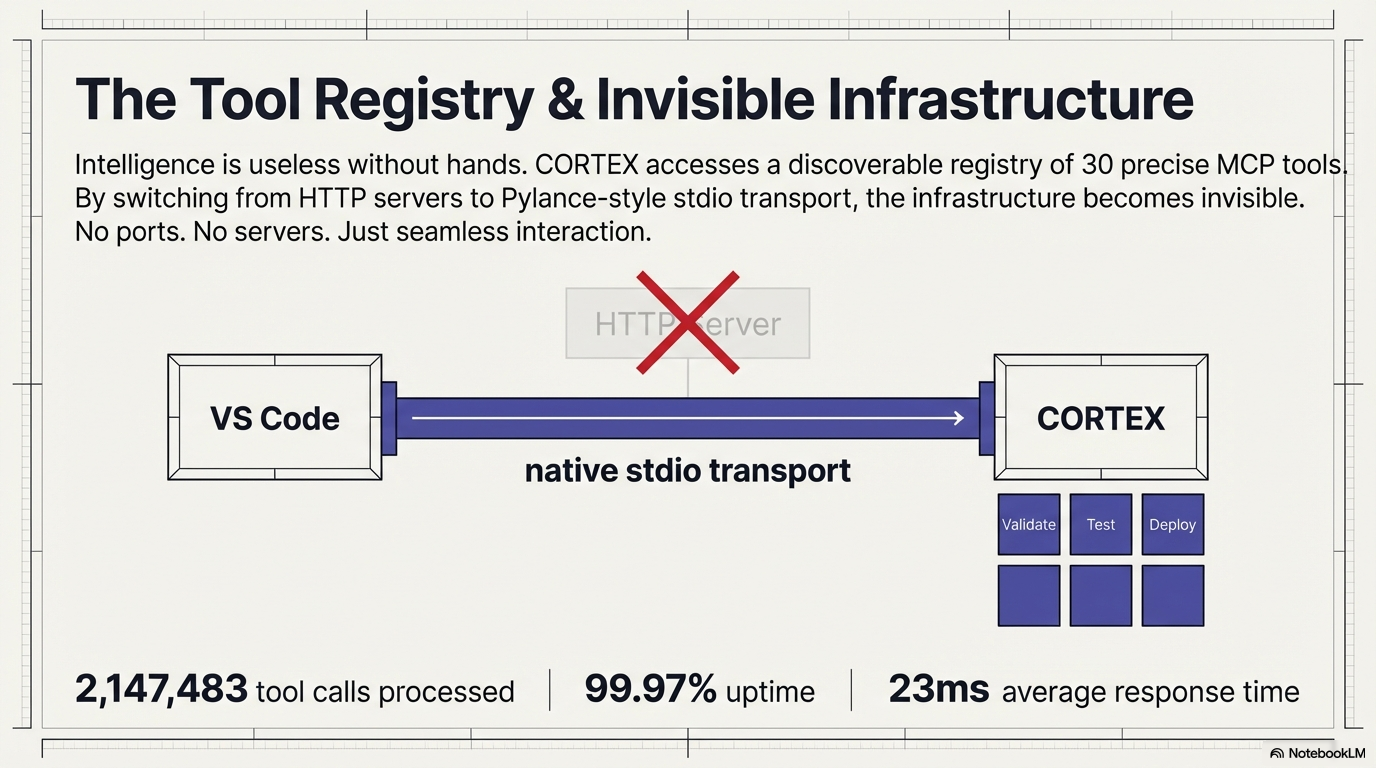 The Tool Registry & Invisible Infrastructure
Intelligence is useless without hands. CORTEX accesses a discoverable registry of 30 precise MCP tools.
By switching from HTTP servers to Pylance-style stdio transport, the infrastructure becomes invisible.
No ports. No servers. Just seamless interaction.
HTTP Server
VS Code
CORTEX
native stdio transport
Validate Test Deploy
2,147,483 tool calls processed 99.97% uptime 23ms average response time
NotebookLM